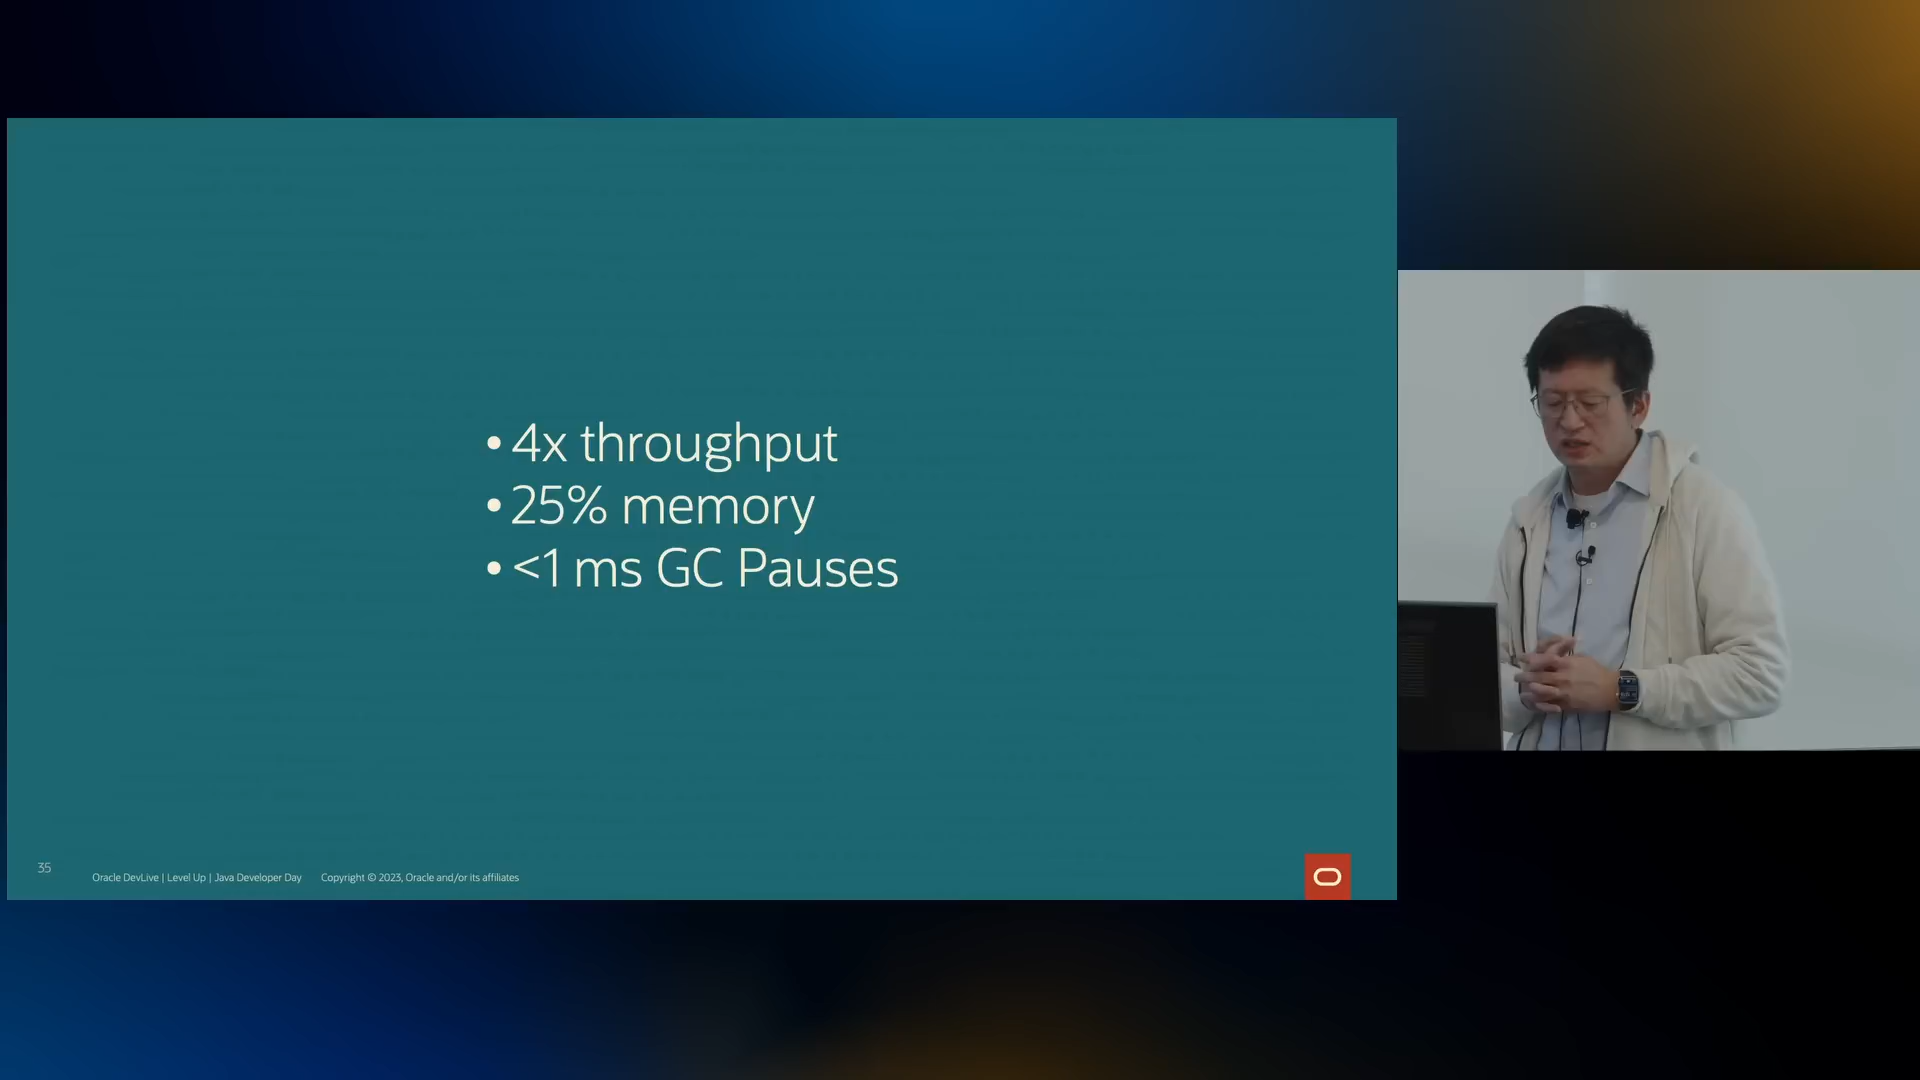 • 4x throughput
• 25% memory
• <1 ms GC Pauses
35
Oracle DevLive | Level Up | Java Developer Day Copyright © 2023, Oracle and/or its affiliates